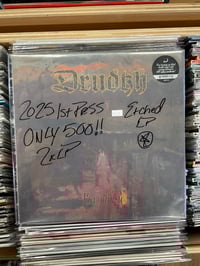 Drudkh
2025 1st Press
ONLY 500!!
2xLP
Etched
LP